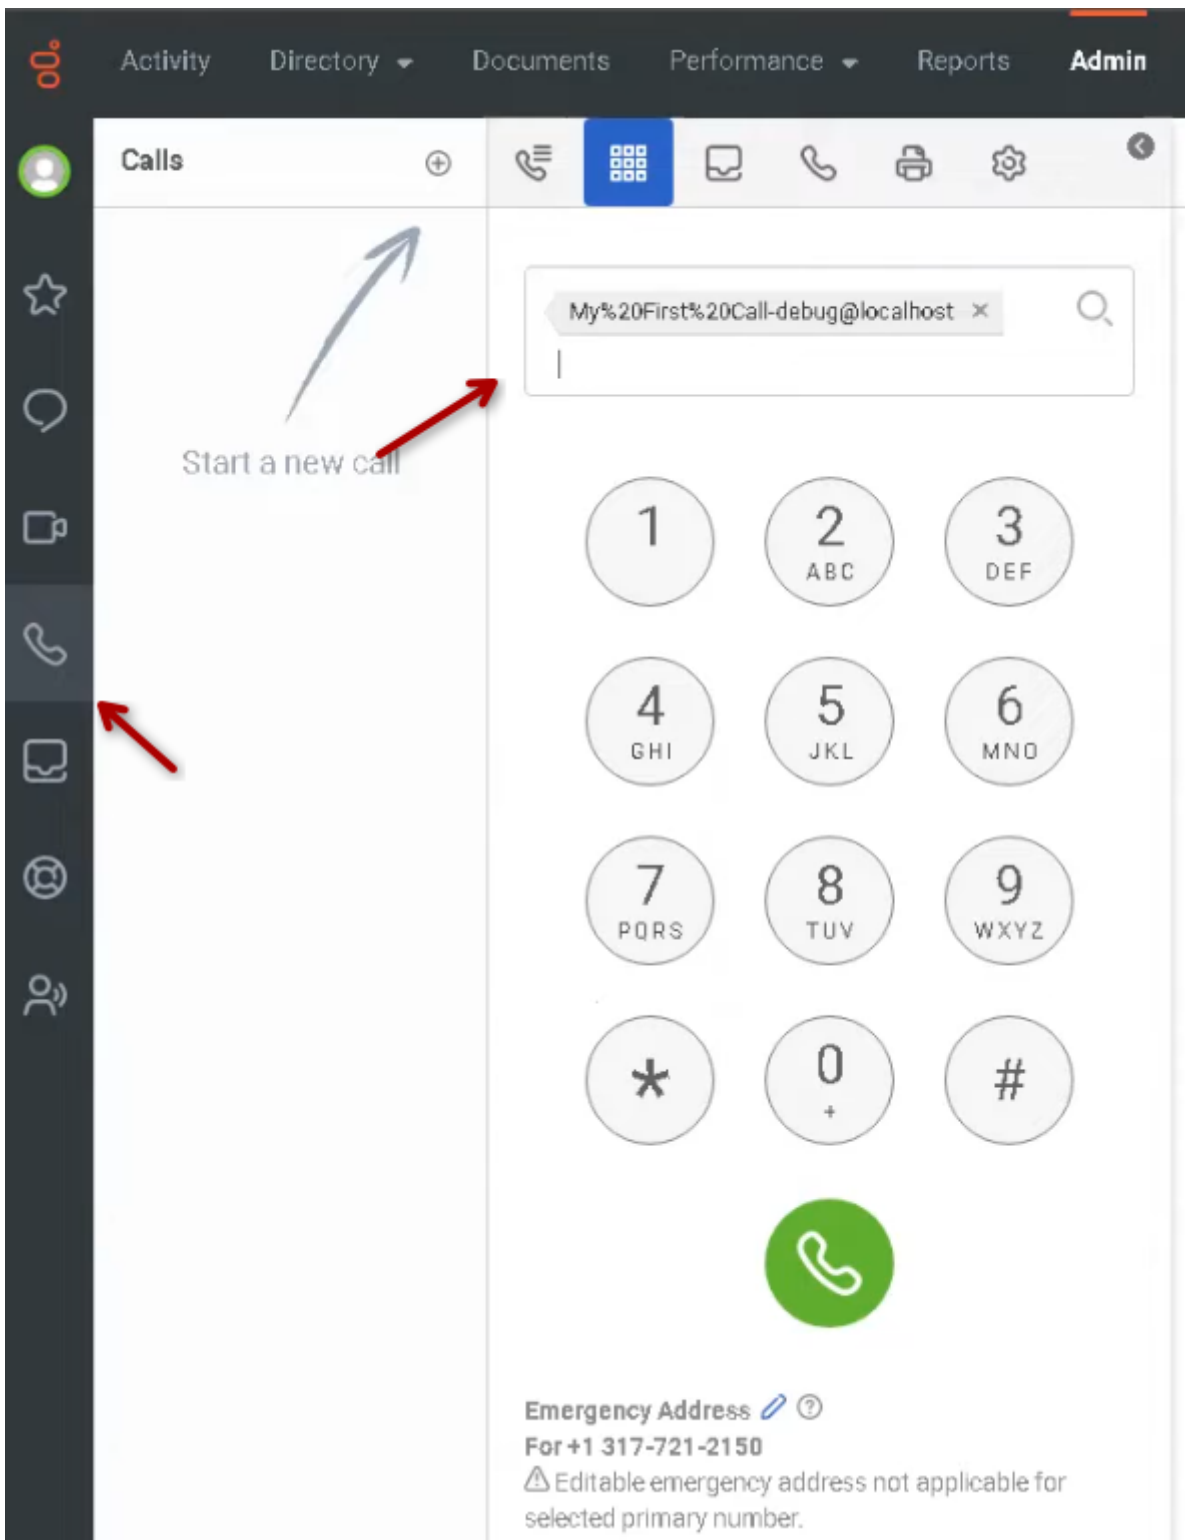 Activity Directory Documents Performance Reports Admin
Calls
My%20First%20Call-debug@localhost
Start a new call
1
2
ABC
3
DEF
4
GHI
5
JKL
6
MNO
7
PQRS
8
TUV
9
WXYZ
*
0
+
#
Emergency Address
For +1 317-721-2150
Editable emergency address not applicable for
selected primary number.